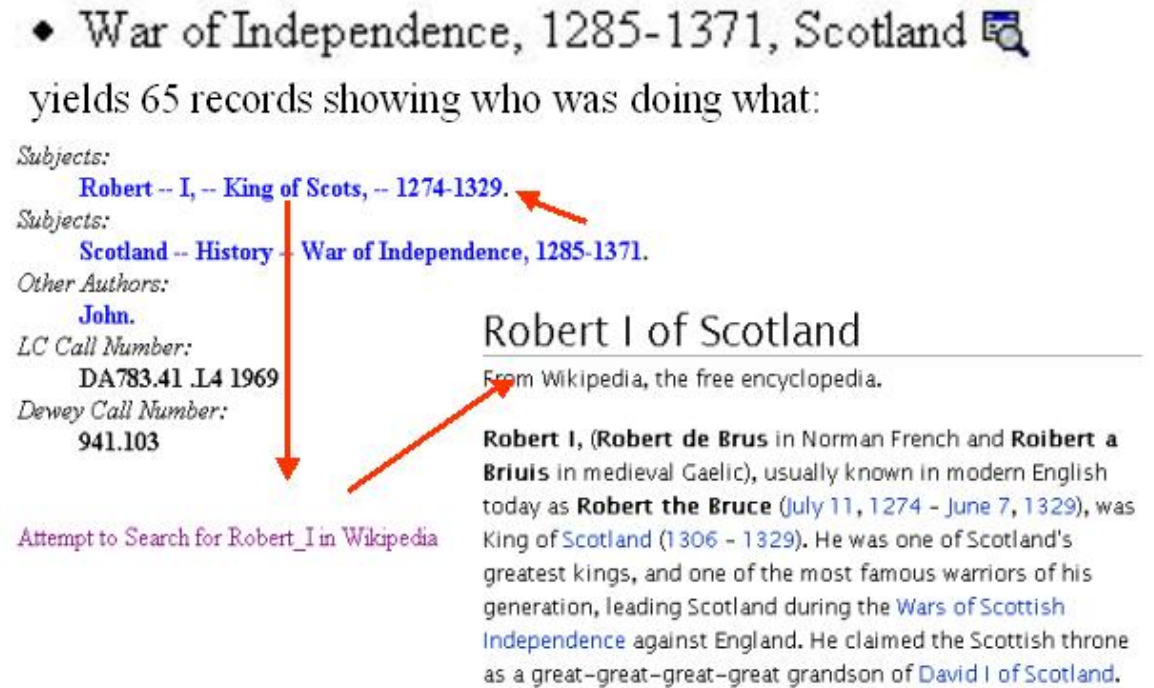 ◆ War of Independence, 1285-1371, Scotland
yields 65 records showing who was doing what:
Subjects:
Robert -- I, -- King of Scots, -- 1274-1329.
Subjects:
Scotland -- History -- War of Independence, 1285-1371.
Other Authors:
John.
LC Call Number:
DA783.41 .L4 1969
Dewey Call Number:
941.103
Attempt to Search for Robert_I in Wikipedia
Robert I of Scotland
From Wikipedia, the free encyclopedia.
Robert I, (Robert de Brus in Norman French and Roibert a
Briuis in medieval Gaelic), usually known in modern English
today as Robert the Bruce (July 11, 1274 – June 7, 1329), was
King of Scotland (1306 – 1329). He was one of Scotland's
greatest kings, and one of the most famous warriors of his
generation, leading Scotland during the Wars of Scottish
Independence against England. He claimed the Scottish throne
as a great-great-great-great grandson of David I of Scotland.